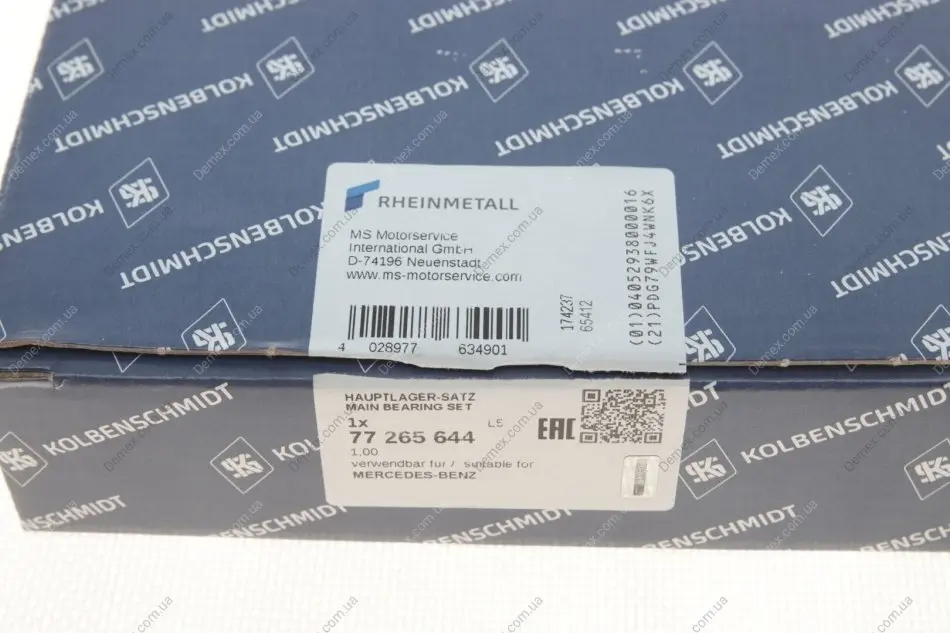 KOLBENSCHMIDT
RHEINMETALL
MS Motorservice
International GmbH
D-74196 Neuenstadt
www.ms-motorservice.com
4 028977 634901
174237
65412
(01)04052938000016
(21)PDG79WFJ4WNK6X
HAUPTLAGER-SATZ
MAIN BEARING SET
1x
77 265 644
1,00
verwendbar für / suitable for
MERCEDES-BENZ
EAC
KOLBENSCHMIDT
KOLBENSCHMIDT
KOLBENSCHMIDT
KOLBENSCHMIDT
Demex.com.ua